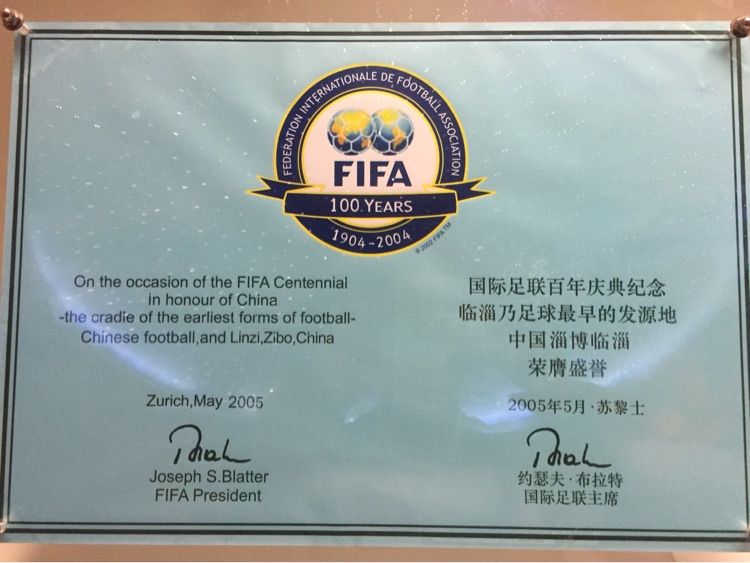 FEDERATION INTERNATIONALE DE FOOTBALL ASSOCIATION
FIFA
100 YEARS
1904-2004
© 2002 FIFA TM
On the occasion of the FIFA Centennial
in honour of China
-the cradie of the earliest forms of football-
Chinese football,and Linzi,Zibo,China
Zurich,May 2005
Joseph S.Blatter
FIFA President
国际足联百年庆典纪念
临淄乃足球最早的发源地
中国淄博临淄
荣膺盛誉
2005年5月·苏黎士
约瑟夫·布拉特
国际足联主席